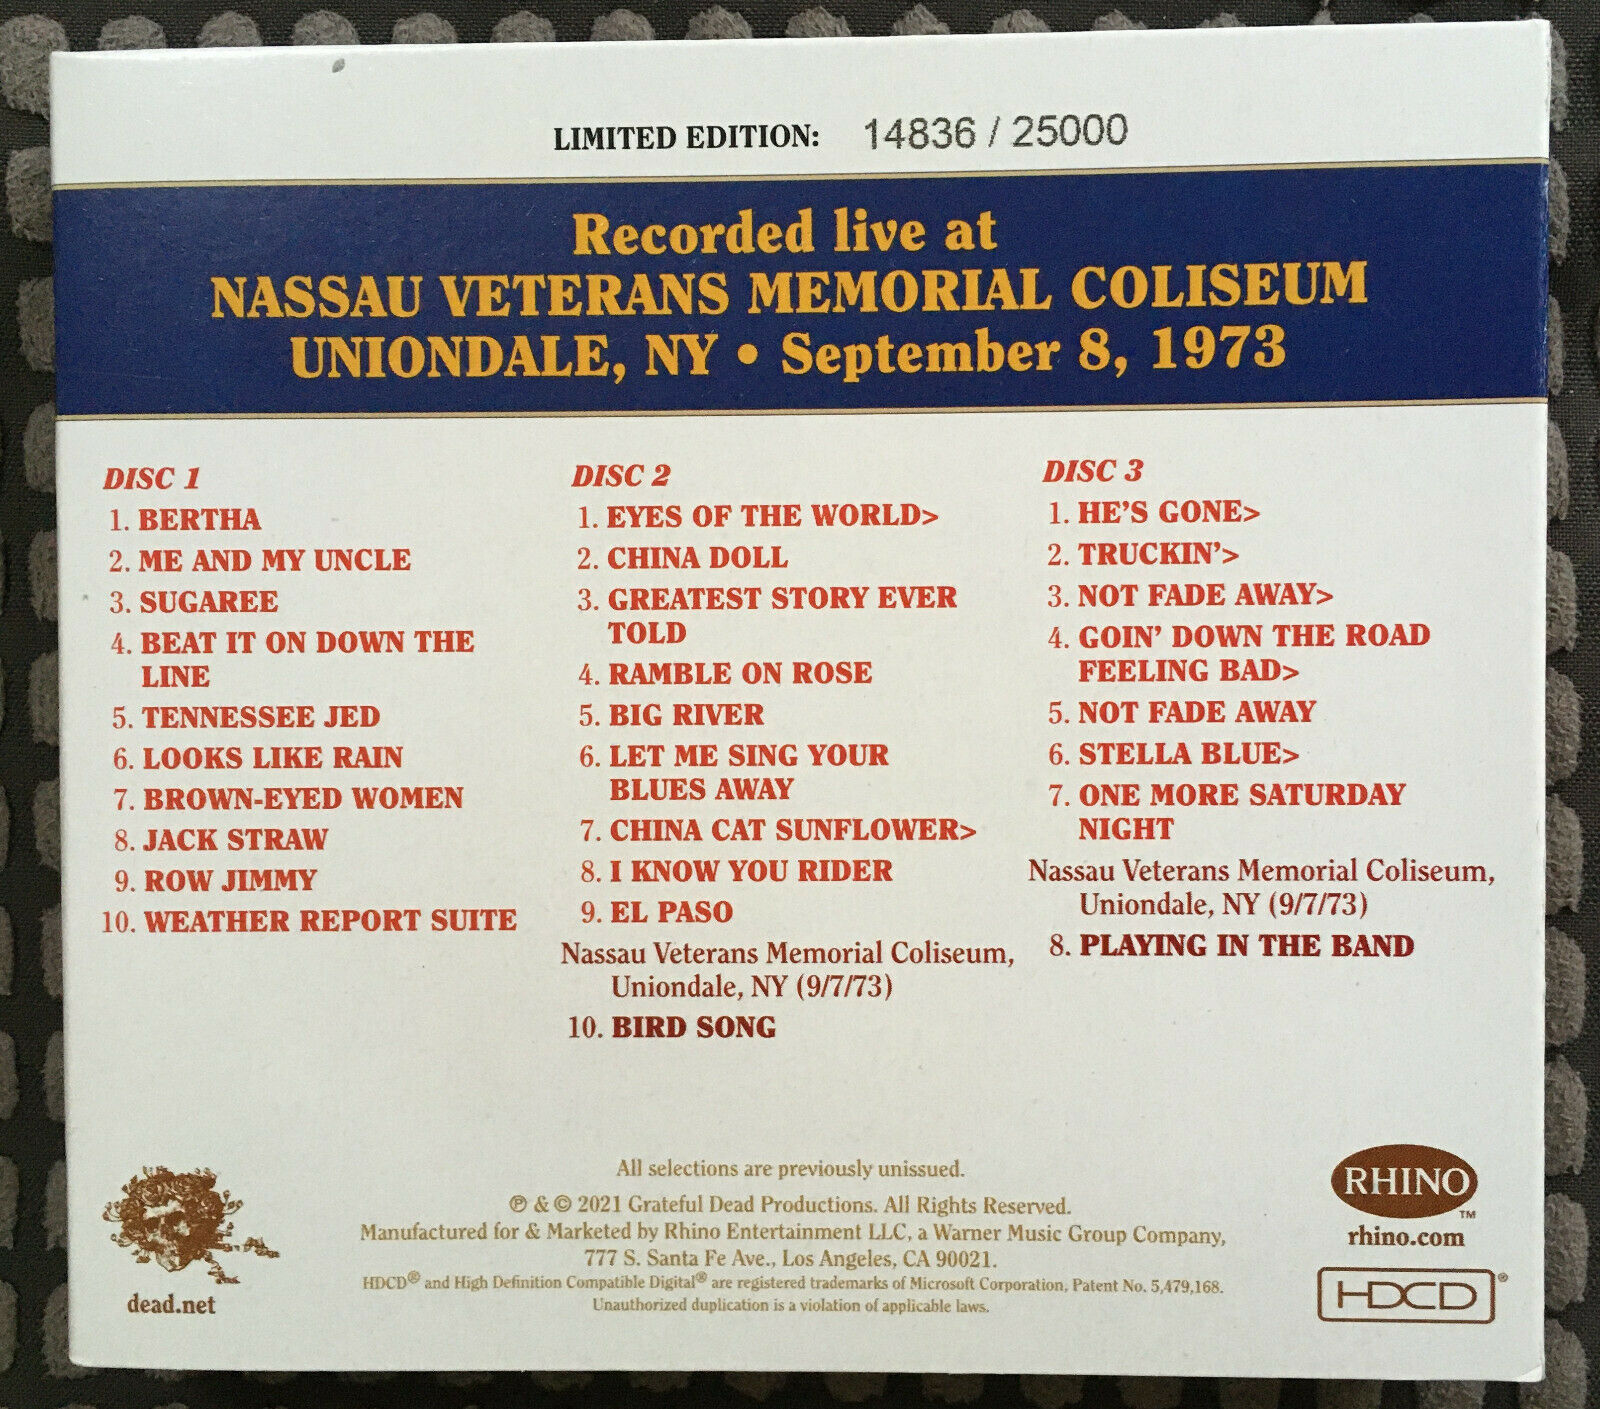 LIMITED EDITION: 14836 / 25000
Recorded live at
NASSAU VETERANS MEMORIAL COLISEUM
UNIONDALE, NY • September 8, 1973
DISC 1
1. BERTHA
2. ME AND MY UNCLE
3. SUGAREE
4. BEAT IT ON DOWN THE
LINE
5. TENNESSEE JED
6. LOOKS LIKE RAIN
7. BROWN-EYED WOMEN
8. JACK STRAW
9. ROW JIMMY
10. WEATHER REPORT SUITE
DISC 2
1. EYES OF THE WORLD>
2. CHINA DOLL
3. GREATEST STORY EVER
TOLD
4. RAMBLE ON ROSE
5. BIG RIVER
6. LET ME SING YOUR
BLUES AWAY
7. CHINA CAT SUNFLOWER>
8. I KNOW YOU RIDER
9. EL PASO
Nassau Veterans Memorial Coliseum,
Uniondale, NY (9/7/73)
10. BIRD SONG
DISC 3
1. HE'S GONE>
2. TRUCKIN'>
3. NOT FADE AWAY>
4. GOIN' DOWN THE ROAD
FEELING BAD>
5. NOT FADE AWAY
6. STELLA BLUE>
7. ONE MORE SATURDAY
NIGHT
Nassau Veterans Memorial Coliseum,
Uniondale, NY (9/7/73)
8. PLAYING IN THE BAND
All selections are previously unissued.
℗ & © 2021 Grateful Dead Productions. All Rights Reserved.
Manufactured for & Marketed by Rhino Entertainment LLC, a Warner Music Group Company,
777 S. Santa Fe Ave., Los Angeles, CA 90021.
HDCD® and High Definition Compatible Digital® are registered trademarks of Microsoft Corporation, Patent No. 5,479,168.
Unauthorized duplication is a violation of applicable laws.
dead.net
RHINO™
rhino.com
HDCD®